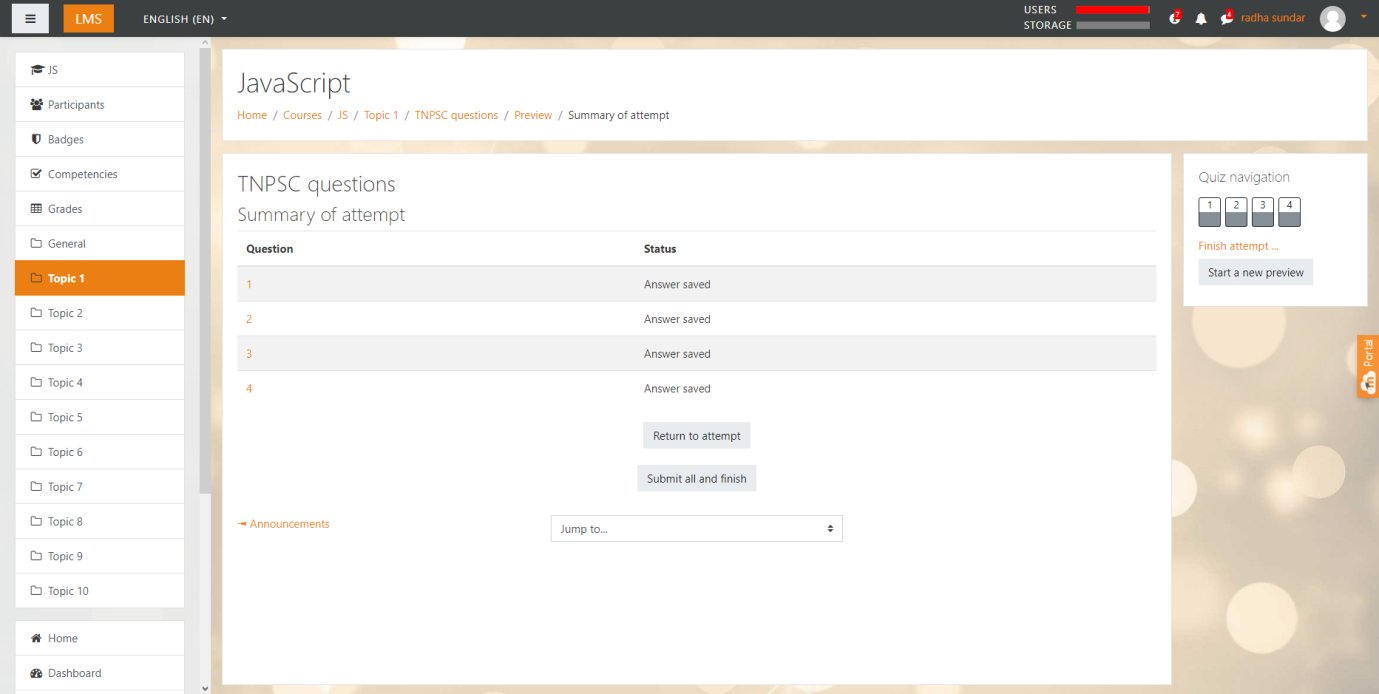 LMS
ENGLISH (EN)
USERS
STORAGE
7
4
radha sundar
JS
Participants
Badges
Competencies
Grades
General
Topic 1
Topic 2
Topic 3
Topic 4
Topic 5
Topic 6
Topic 7
Topic 8
Topic 9
Topic 10
Home
Dashboard
JavaScript
Home / Courses / JS / Topic 1 / TNPSC questions / Preview / Summary of attempt
TNPSC questions
Summary of attempt
Question Status
1 Answer saved
2 Answer saved
3 Answer saved
4 Answer saved
Return to attempt
Submit all and finish
◄ Announcements
Jump to...
Quiz navigation
1 2 3 4
Finish attempt ...
Start a new preview
Portal